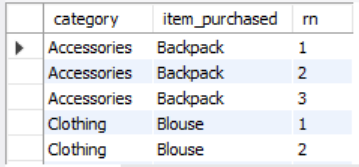 category item_purchased rn
Accessories Backpack 1
Accessories Backpack 2
Accessories Backpack 3
Clothing Blouse 1
Clothing Blouse 2